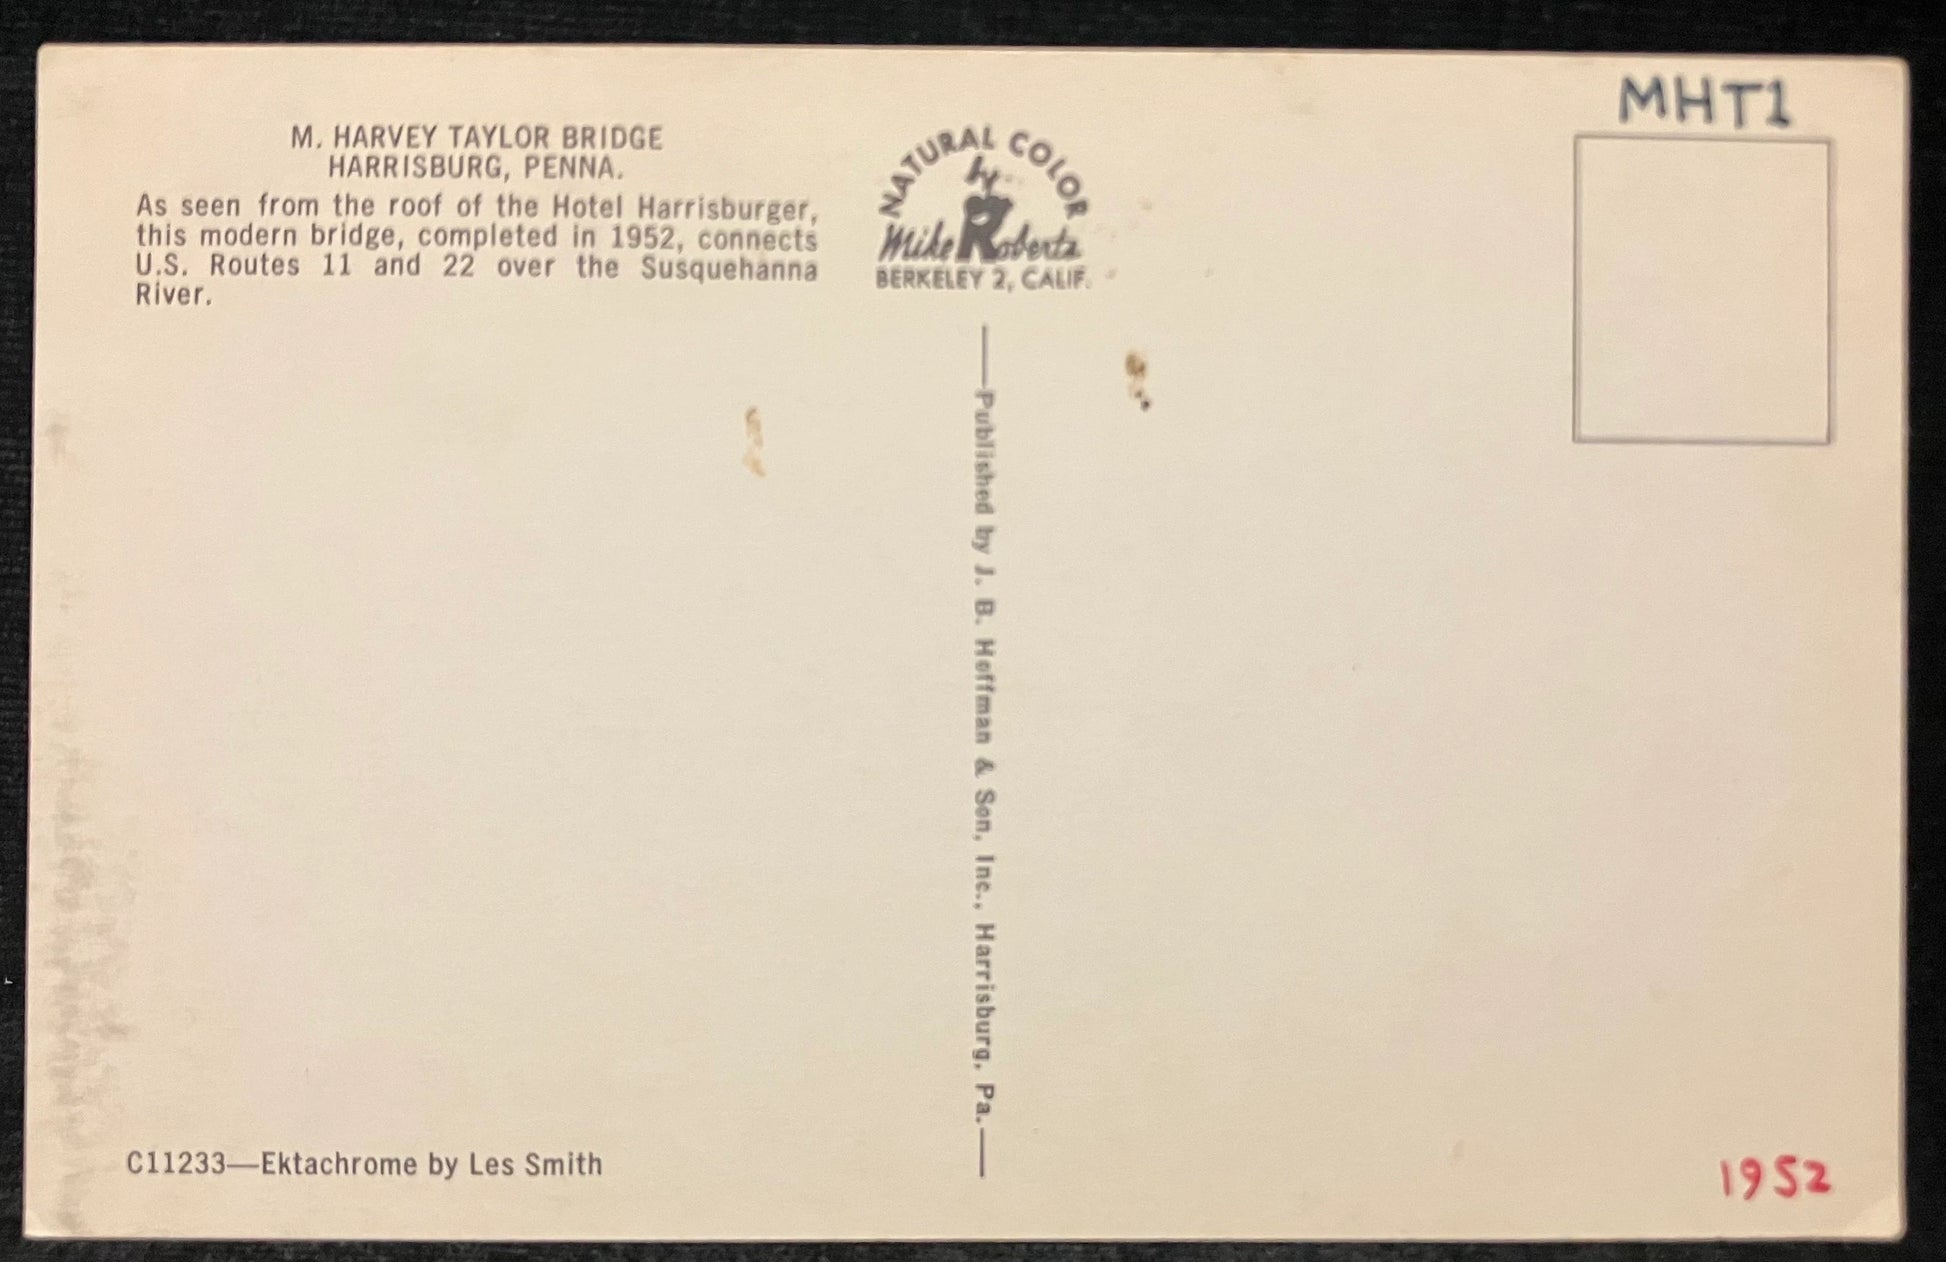 M. HARVEY TAYLOR BRIDGE
HARRISBURG, PENNA.
As seen from the roof of the Hotel Harrisburger,
this modern bridge, completed in 1952, connects
U.S. Routes 11 and 22 over the Susquehanna
River.
C11233—Ektachrome by Les Smith
NATURAL COLOR
by
Mike Roberts
BERKELEY 2, CALIF.
—Published by J. B. Hoffman & Son, Inc., Harrisburg, Pa.—
MHT1
1952